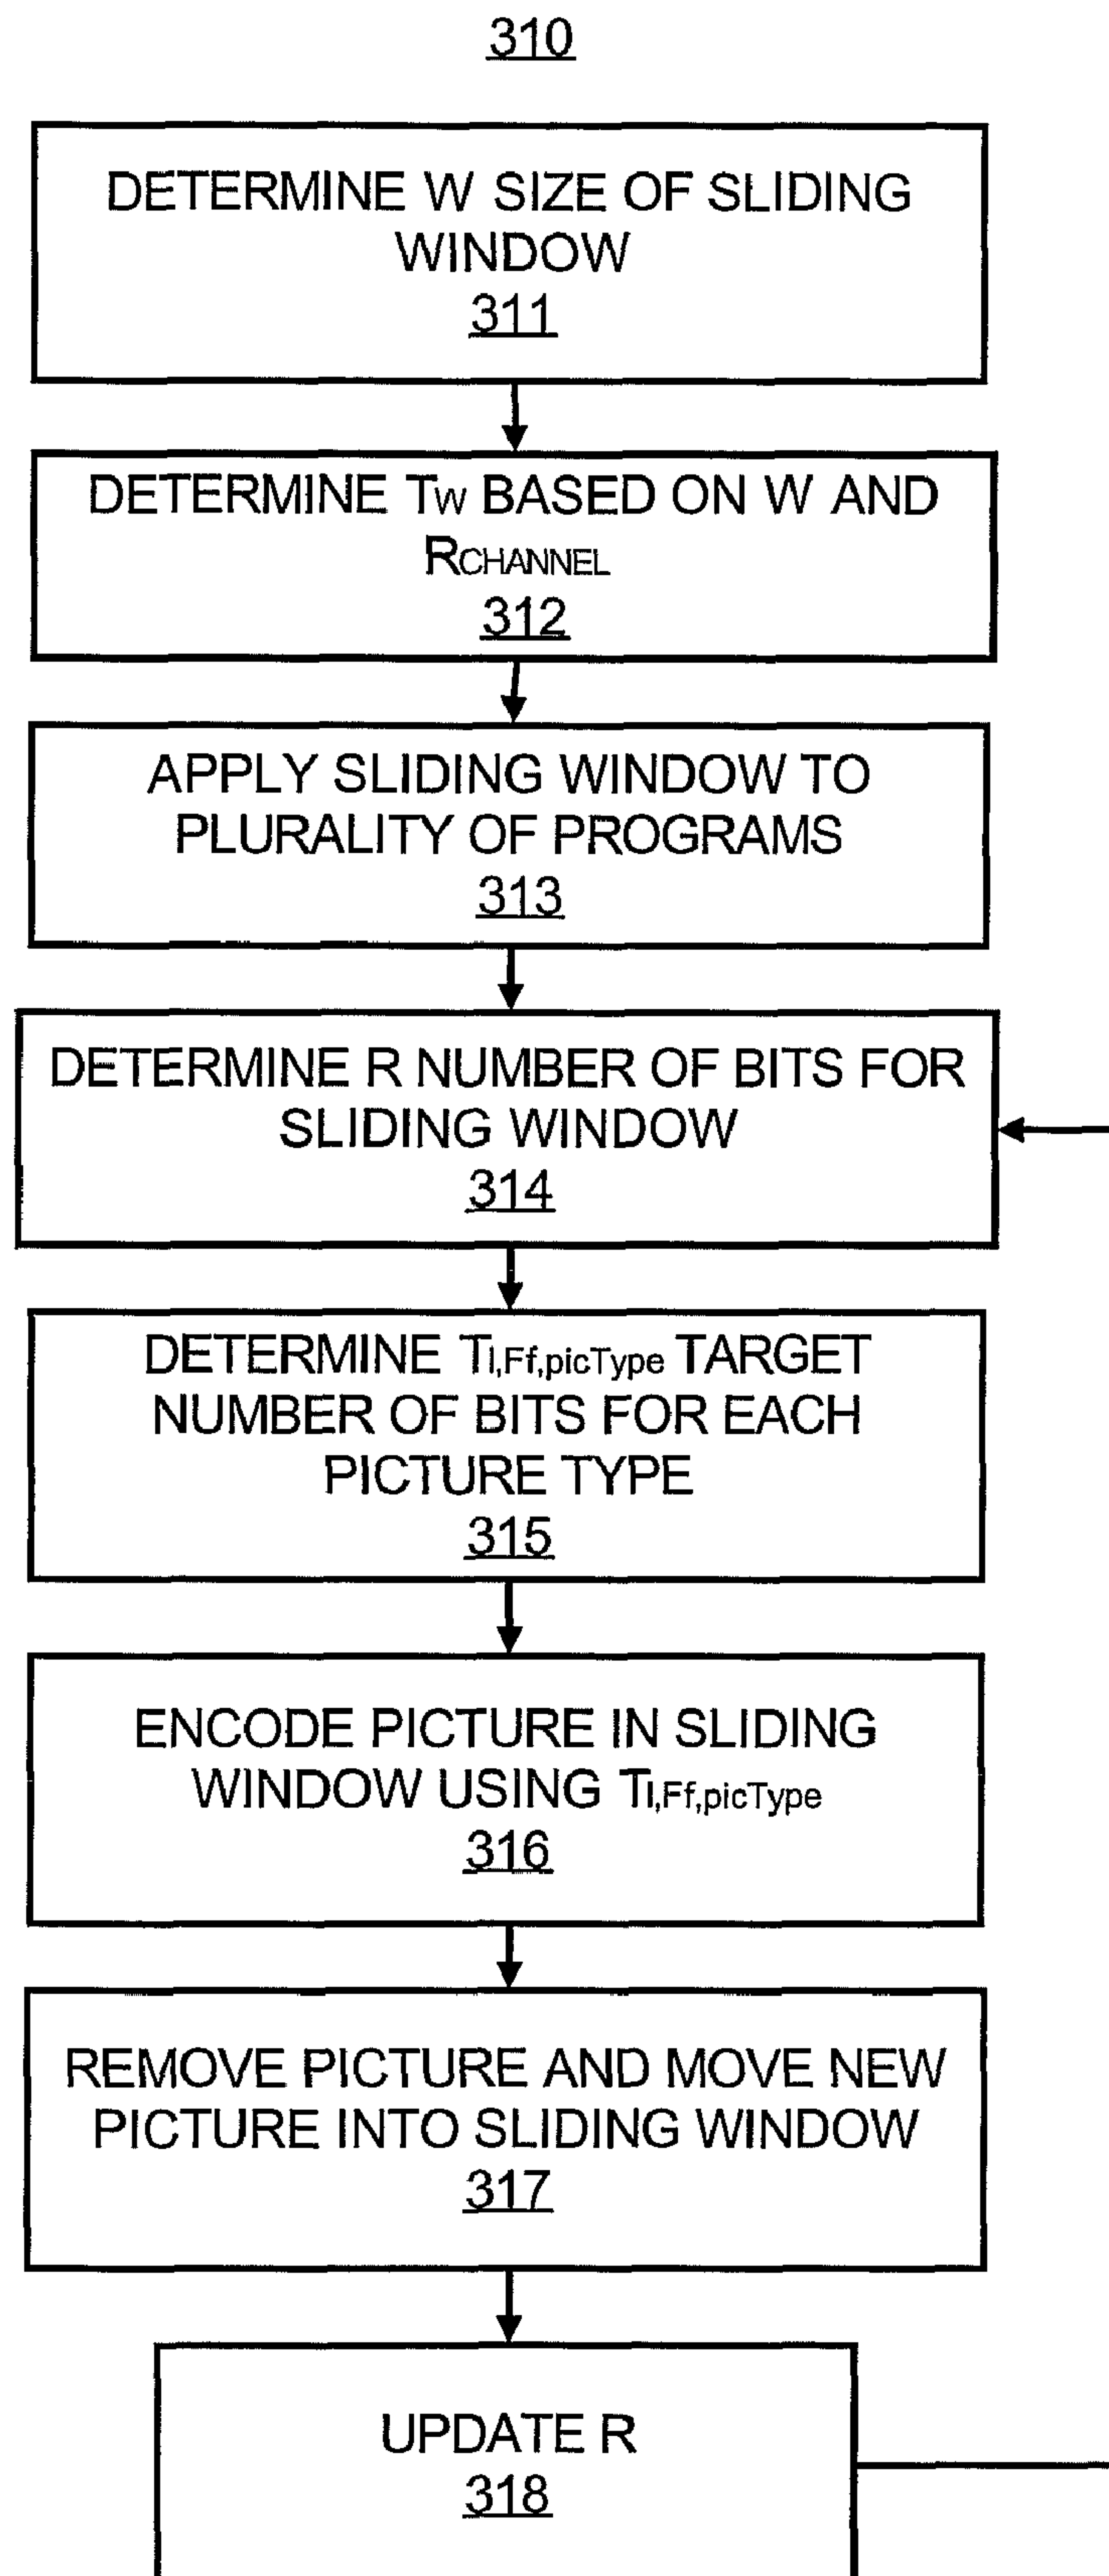 310
DETERMINE W SIZE OF SLIDING
WINDOW
311
DETERMINE TW BASED ON W AND
RCHANNEL
312
APPLY SLIDING WINDOW TO
PLURALITY OF PROGRAMS
313
DETERMINE R NUMBER OF BITS FOR
SLIDING WINDOW
314
DETERMINE Tl,Ff,picType TARGET
NUMBER OF BITS FOR EACH
PICTURE TYPE
315
ENCODE PICTURE IN SLIDING
WINDOW USING Tl,Ff,picType
316
REMOVE PICTURE AND MOVE NEW
PICTURE INTO SLIDING WINDOW
317
UPDATE R
318